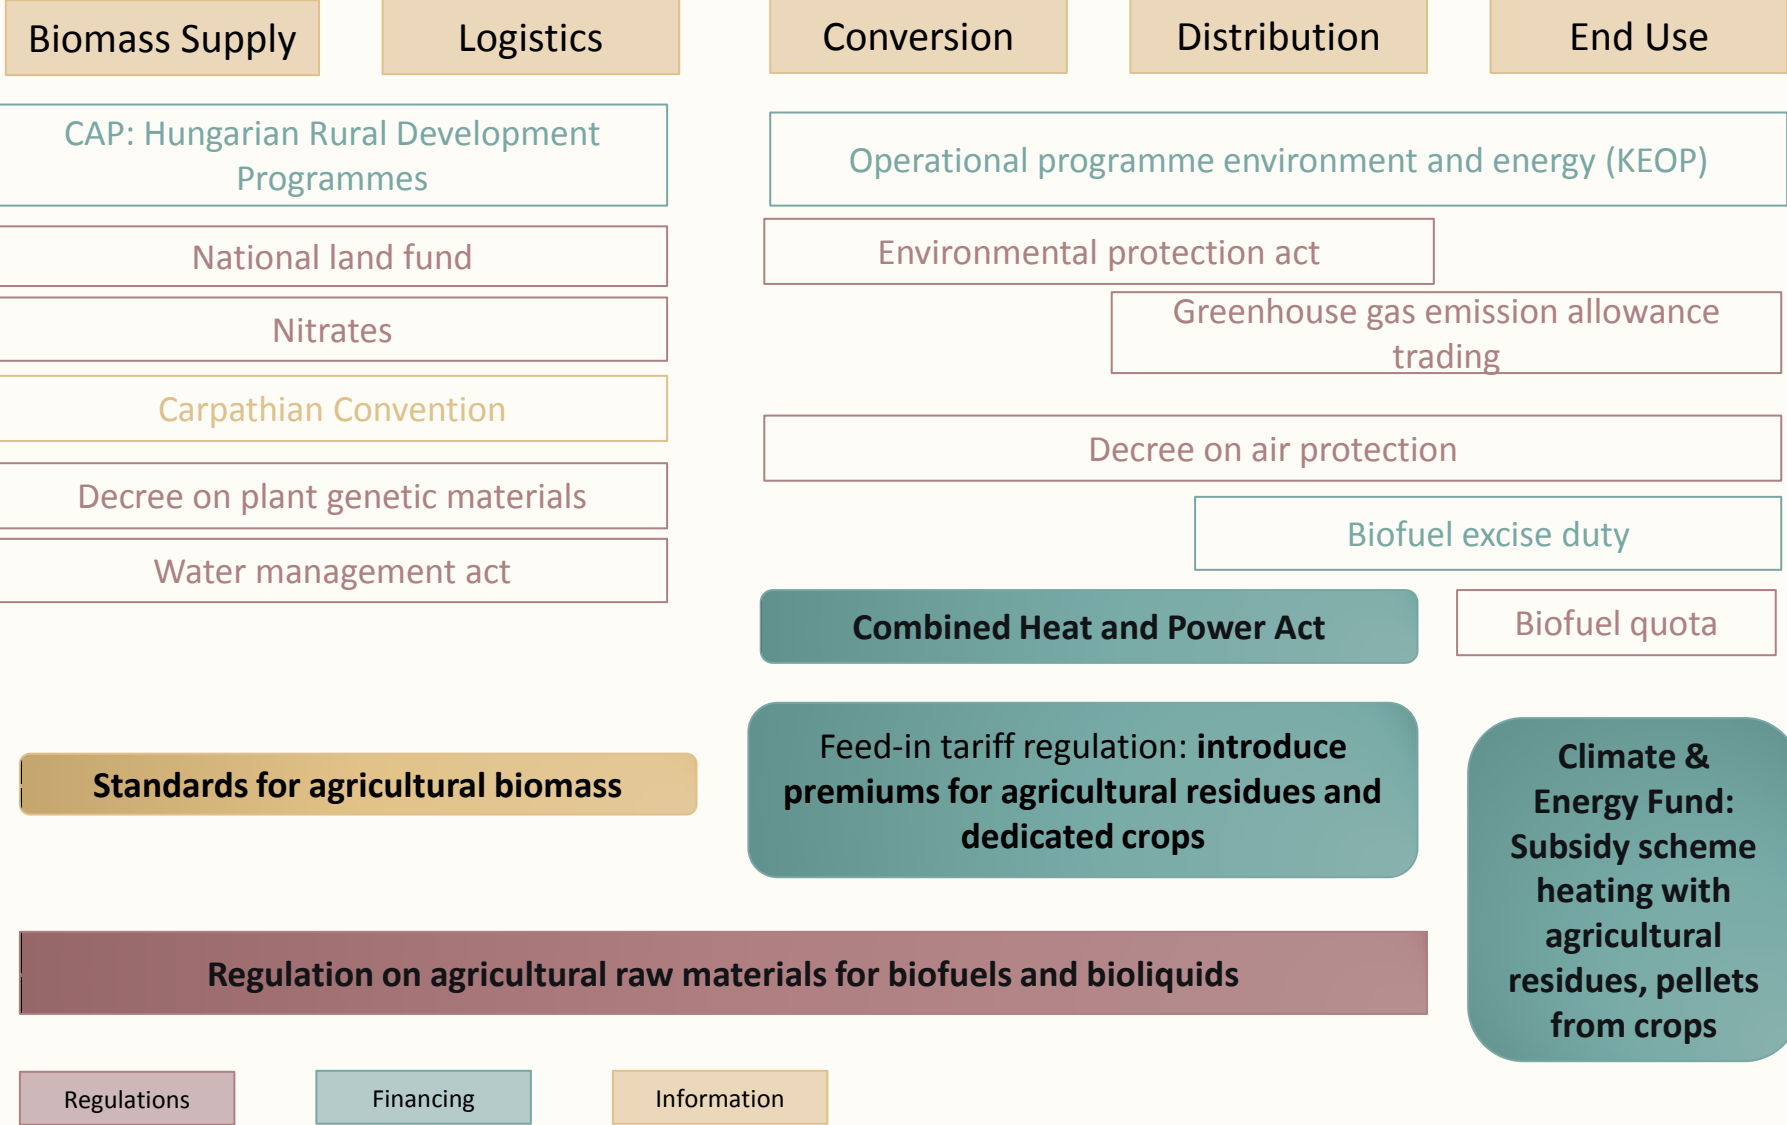 Biomass Supply
Logistics
Conversion
Distribution
End Use
CAP: Hungarian Rural Development
Programmes
Operational programme environment and energy (KEOP)
National land fund
Environmental protection act
Nitrates
Greenhouse gas emission allowance
trading
Carpathian Convention
Decree on air protection
Decree on plant genetic materials
Biofuel excise duty
Water management act
Combined Heat and Power Act
Biofuel quota
Standards for agricultural biomass
Feed-in tariff regulation: introduce
premiums for agricultural residues and
dedicated crops
Climate &
Energy Fund:
Subsidy scheme
heating with
agricultural
residues, pellets
from crops
Regulation on agricultural raw materials for biofuels and bioliquids
Regulations
Financing
Information